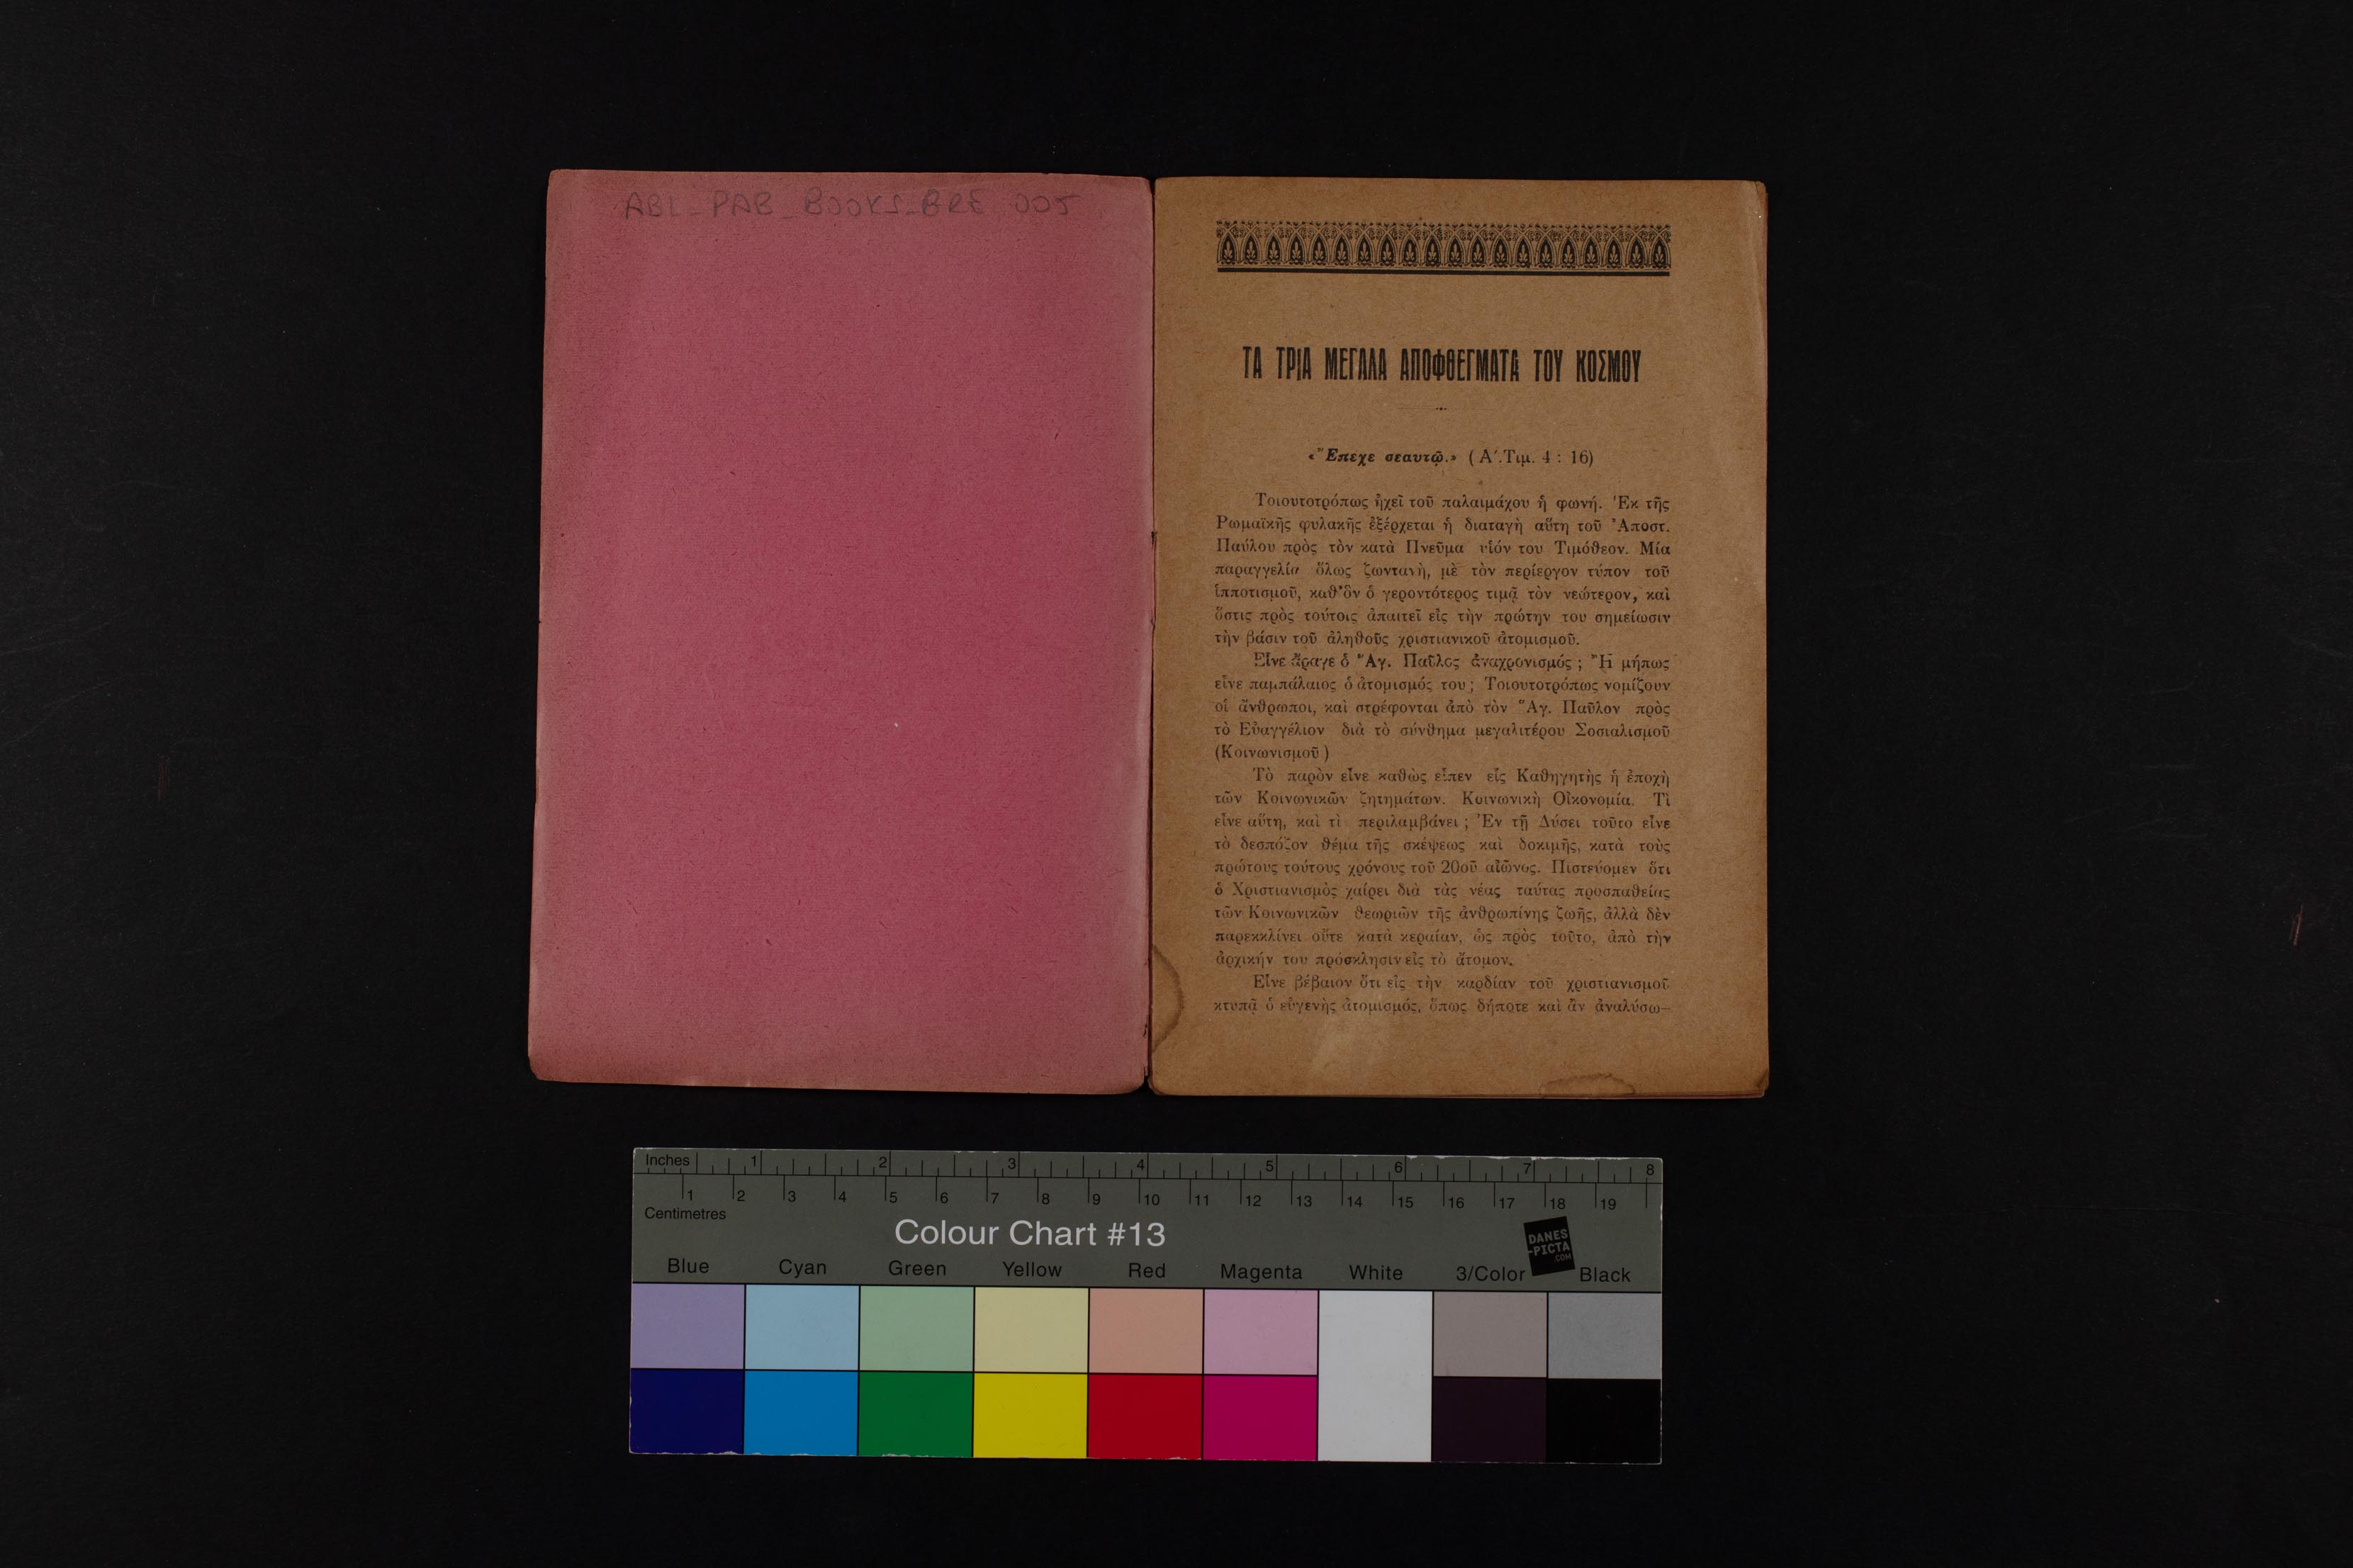 ABL_PAB_BOOKS_BRE 005
ΤΑ ΤΡΙΑ ΜΕΓΑΛΑ ΑΠΟΦΘΕΓΜΑΤΑ ΤΟΥ ΚΟΣΜΟΥ
«Ἔπεχε σεαυτῷ.» (Α΄.Τιμ. 4 : 16)
Τοιουτοτρόπως ἠχεῖ τοῦ παλαιμάχου ἡ φωνή. Ἐκ τῆς
Ρωμαϊκῆς φυλακῆς ἐξέρχεται ἡ διαταγὴ αὕτη τοῦ Ἀποστ.
Παύλου πρὸς τὸν κατὰ Πνεῦμα υἱόν του Τιμόθεον. Μία
παραγγελία ὅλως ζωντανὴ, μὲ τὸν περίεργον τύπον τοῦ
ἱπποτισμοῦ, καθ᾽ὃν ὁ γεροντότερος τιμᾷ τὸν νεώτερον, καὶ
ὅστις πρὸς τούτοις ἀπαιτεῖ εἰς τὴν πρώτην του σημείωσιν
τὴν βάσιν τοῦ ἀληθοῦς χριστιανικοῦ ἀτομισμοῦ.
Εἶνε ἆραγε ὁ Ἅγ. Παῦλος ἀναχρονισμός ; Ἢ μήπως
εἶνε παμπάλαιος ὁ ἀτομισμός του ; Τοιουτοτρόπως νομίζουν
οἱ ἄνθρωποι, καὶ στρέφονται ἀπὸ τὸν Ἅγ. Παῦλον πρὸς
τὸ Εὐαγγέλιον διὰ τὸ σύνθημα μεγαλιτέρου Σοσιαλισμοῦ
(Κοινωνισμοῦ )
Τὸ παρὸν εἶνε καθὼς εἶπεν εἷς Καθηγητὴς ἡ ἐποχὴ
τῶν Κοινωνικῶν ζητημάτων. Κοινωνικὴ Οἰκονομία. Τὶ
εἶνε αὕτη, καὶ τὶ περιλαμβάνει ; Ἐν τῇ Δύσει τοῦτο εἶνε
τὸ δεσπόζον θέμα τῆς σκέψεως καὶ δοκιμῆς, κατὰ τοὺς
πρώτους τούτους χρόνους τοῦ 20οῦ αἰῶνος. Πιστεύομεν ὅτι
ὁ Χριστιανισμὸς χαίρει διὰ τὰς νέας ταύτας προσπαθείας
τῶν Κοινωνικῶν θεωριῶν τῆς ἀνθρωπίνης ζωῆς, ἀλλὰ δὲν
παρεκκλίνει οὔτε κατὰ κεραίαν, ὡς πρὸς τοῦτο, ἀπὸ τὴν
ἀρχικήν του πρόσκλησιν εἰς τὸ ἄτομον.
Εἶνε βέβαιον ὅτι εἰς τὴν καρδίαν τοῦ χριστιανισμοῦ
κτυπᾷ ὁ εὐγενὴς ἀτομισμός, ὅπως δήποτε καὶ ἂν ἀναλύσω-
Inches 1 2 3 4 5 6 7 8
1 2 3 4 5 6 7 8 9 10 11 12 13 14 15 16 17 18 19
Centimetres
Colour Chart #13
DANES
-PICTA
.COM
Blue Cyan Green Yellow Red Magenta White 3/Color Black